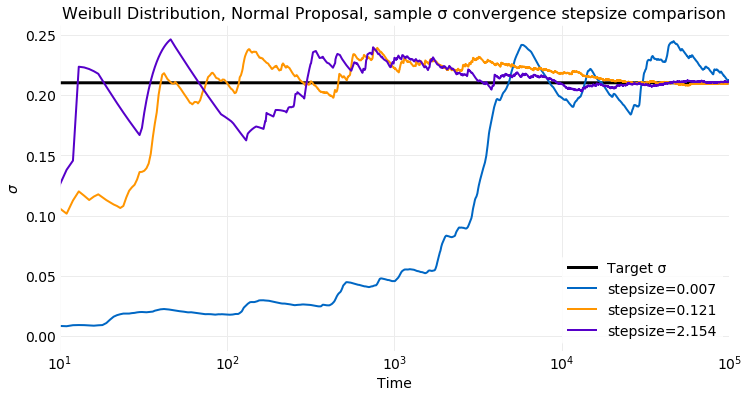 Weibull Distribution, Normal Proposal, sample σ convergence stepsize comparison
0.25
0.20
0.15
0.10
0.05
0.00
σ
Target σ
stepsize=0.007
stepsize=0.121
stepsize=2.154
10¹ 10² 10³ 10⁴ 10⁵
Time